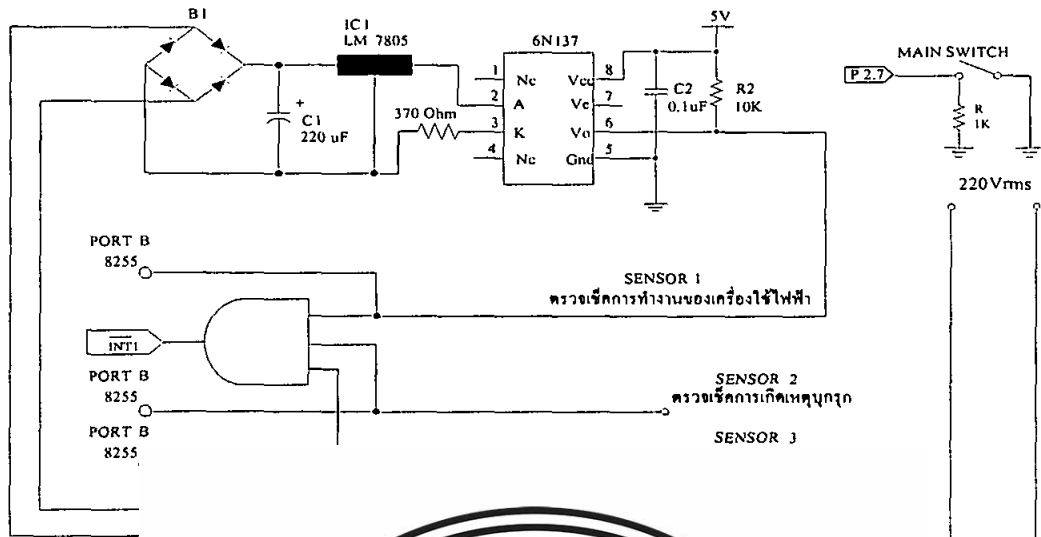 B1
IC1
LM 7805
+
C1
220 uF
370 Ohm
6N137
1
Nc
2
A
3
K
4
Nc
Vcc
8
Ve
7
Vo
6
Gnd
5
5V
C2
0.1uF
R2
10K
MAIN SWITCH
P 2.7
R
1K
220Vrms
PORT B
8255
SENSOR 1
ตรวจเช็คการทำงานของเครื่องใช้ไฟฟ้า
INT1
PORT B
8255
SENSOR 2
ตรวจเช็คการเกิดเหตุบุกรุก
PORT B
8255
SENSOR 3